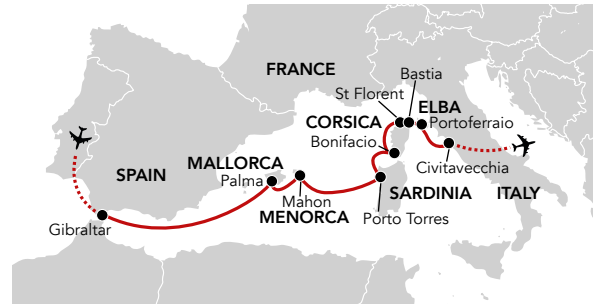 FRANCE
Bastia
St Florent
ELBA
CORSICA
Portoferraio
Bonifacio
MALLORCA
Civitavecchia
SPAIN
Palma
SARDINIA
ITALY
Mahon
MENORCA
Porto Torres
Gibraltar